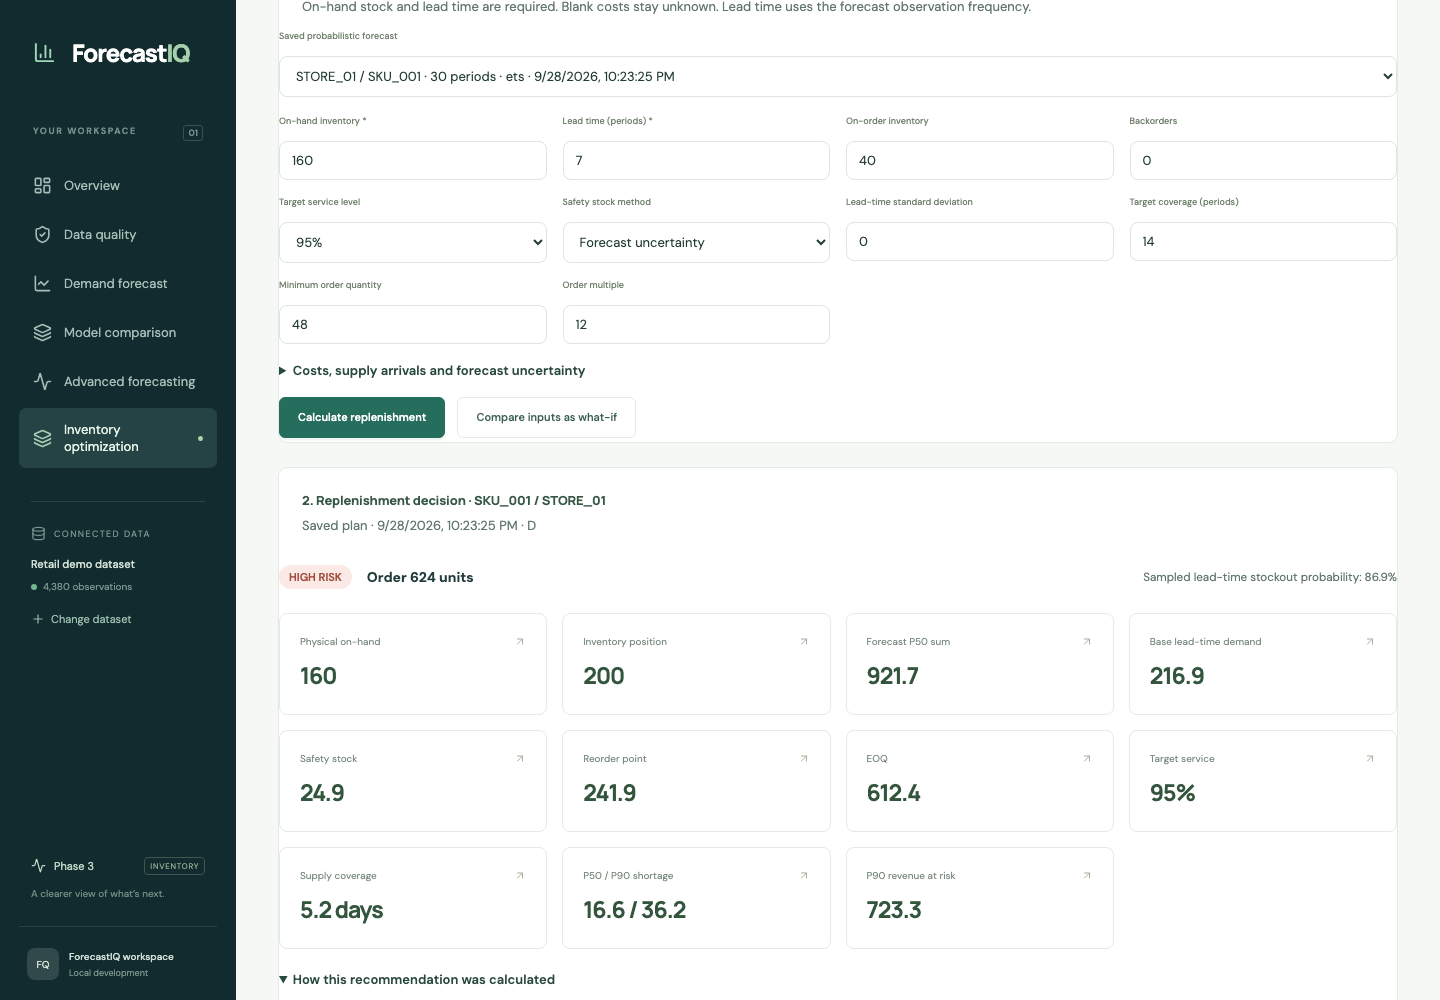 ForecastIQ
YOUR WORKSPACE
01
Overview
Data quality
Demand forecast
Model comparison
Advanced forecasting
Inventory
optimization
CONNECTED DATA
Retail demo dataset
4,380 observations
Change dataset
Phase 3
INVENTORY
A clearer view of what's next.
FQ
ForecastIQ workspace
Local development
On-hand stock and lead time are required. Blank costs stay unknown. Lead time uses the forecast observation frequency.
Saved probabilistic forecast
STORE_01 / SKU_001 · 30 periods · ets · 9/28/2026, 10:23:25 PM
On-hand inventory *
Lead time (periods) *
On-order inventory
Backorders
160
7
40
0
Target service level
Safety stock method
Lead-time standard deviation
Target coverage (periods)
95%
Forecast uncertainty
0
14
Minimum order quantity
Order multiple
48
12
Costs, supply arrivals and forecast uncertainty
Calculate replenishment
Compare inputs as what-if
2. Replenishment decision · SKU_001 / STORE_01
Saved plan · 9/28/2026, 10:23:25 PM · D
HIGH RISK
Order 624 units
Sampled lead-time stockout probability: 86.9%
Physical on-hand
160
Inventory position
200
Forecast P50 sum
921.7
Base lead-time demand
216.9
Safety stock
24.9
Reorder point
241.9
EOQ
612.4
Target service
95%
Supply coverage
5.2 days
P50 / P90 shortage
16.6 / 36.2
P90 revenue at risk
723.3
How this recommendation was calculated